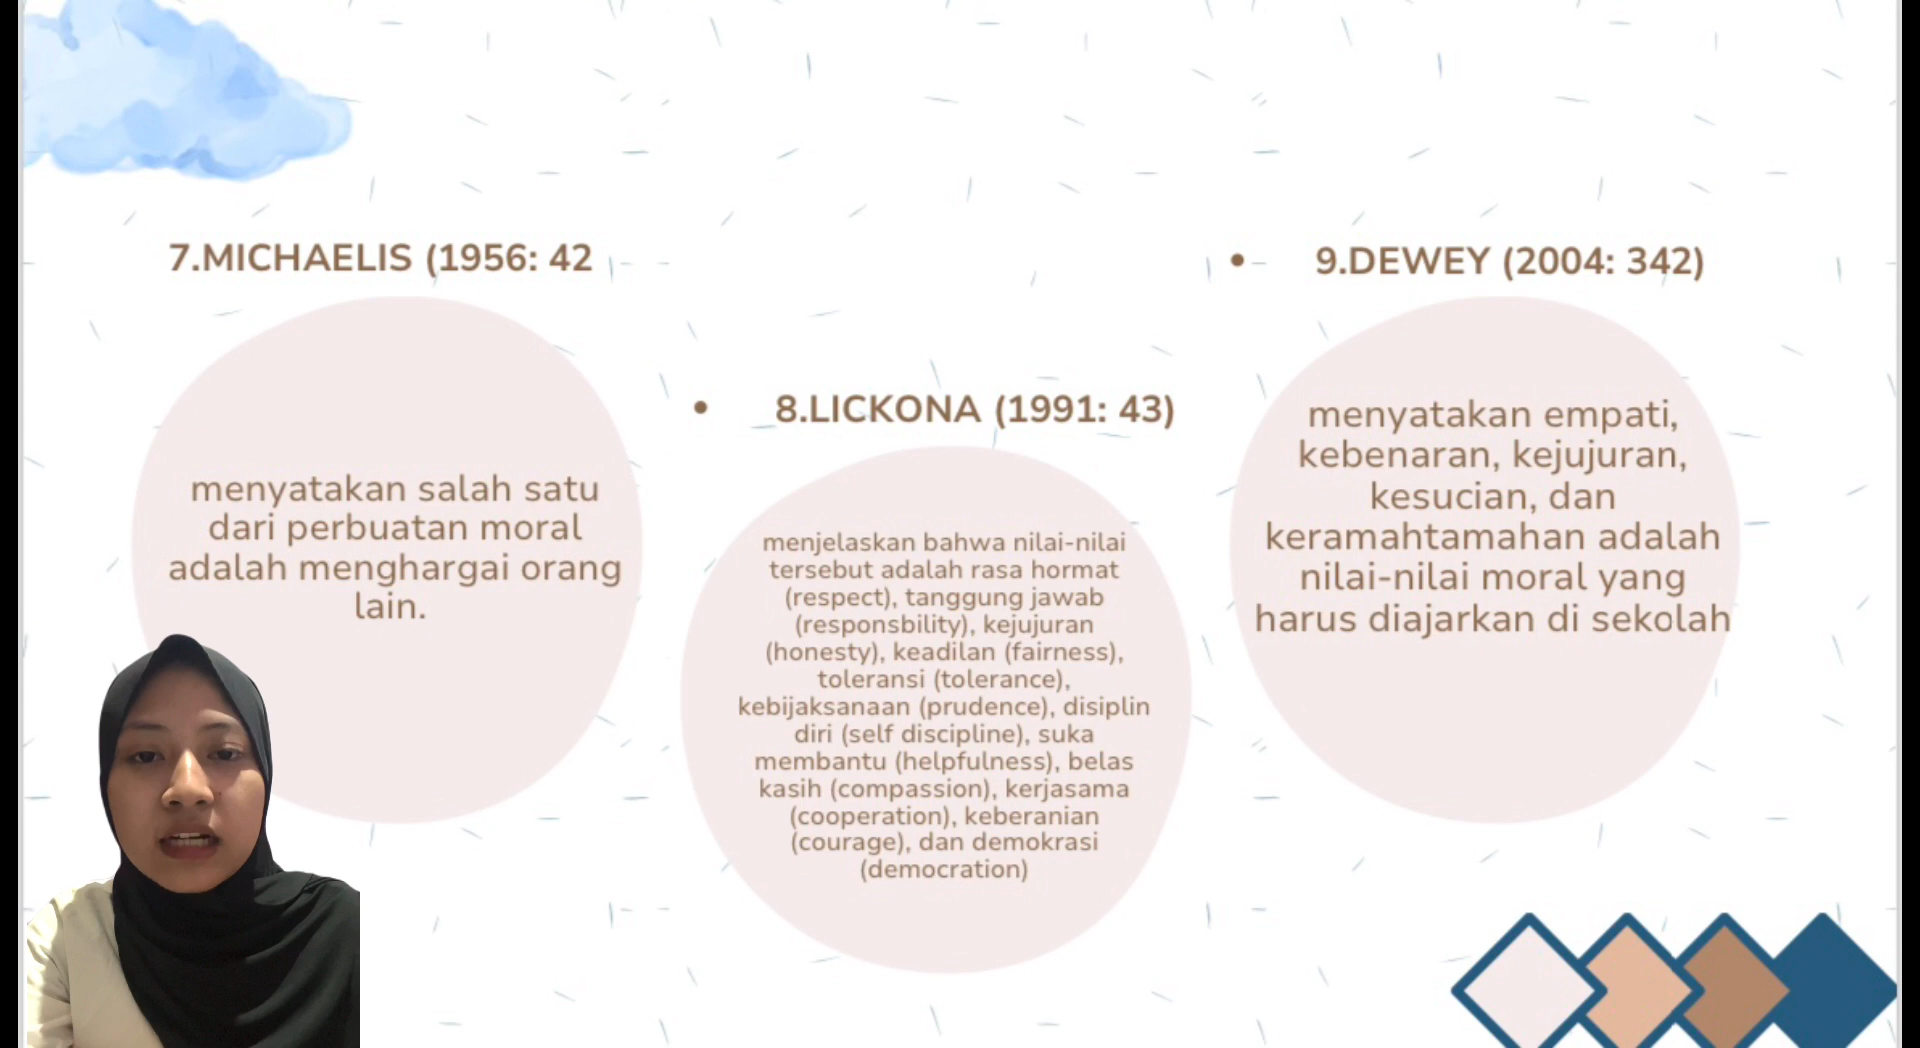 7.MICHAELIS (1956: 42
menyatakan salah satu
dari perbuatan moral
adalah menghargai orang
lain.
• 8.LICKONA (1991: 43)
menjelaskan bahwa nilai-nilai
tersebut adalah rasa hormat
(respect), tanggung jawab
(responsbility), kejujuran
(honesty), keadilan (fairness),
toleransi (tolerance),
kebijaksanaan (prudence), disiplin
diri (self discipline), suka
membantu (helpfulness), belas
kasih (compassion), kerjasama
(cooperation), keberanian
(courage), dan demokrasi
(democration)
• 9.DEWEY (2004: 342)
menyatakan empati,
kebenaran, kejujuran,
kesucian, dan
keramahtamahan adalah
nilai-nilai moral yang
harus diajarkan di sekolah